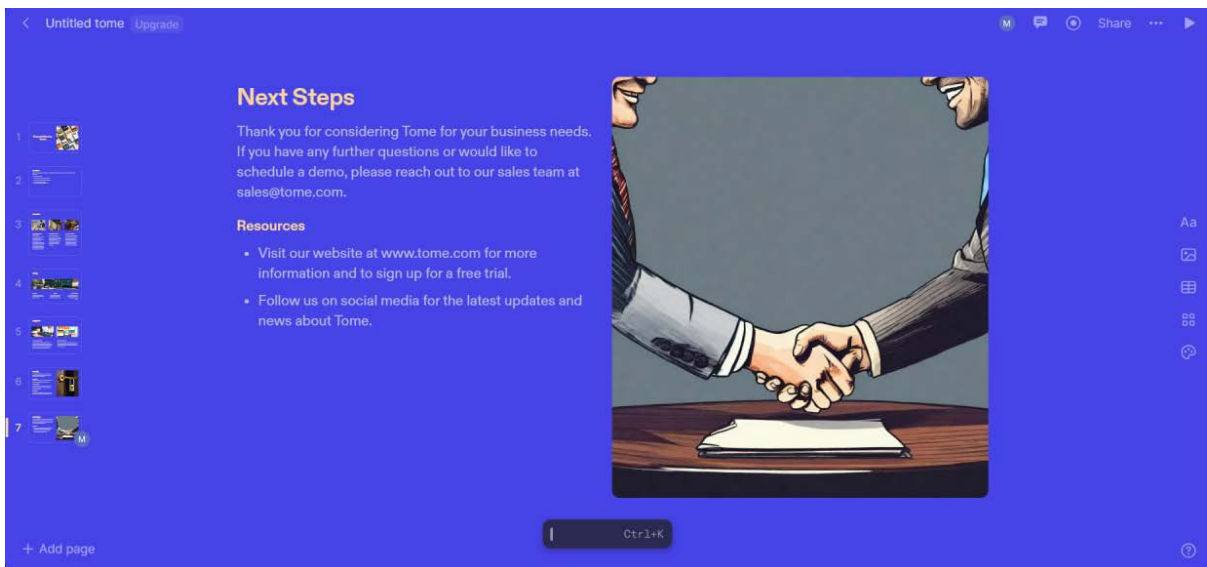 Untitled tome Upgrade
M Share
Next Steps
Thank you for considering Tome for your business needs.
If you have any further questions or would like to
schedule a demo, please reach out to our sales team at
sales@tome.com.
Resources
• Visit our website at www.tome.com for more
information and to sign up for a free trial.
• Follow us on social media for the latest updates and
news about Tome.
1
2
3
4
5
6
7
M
Aa
Ctrl+K
+ Add page
?